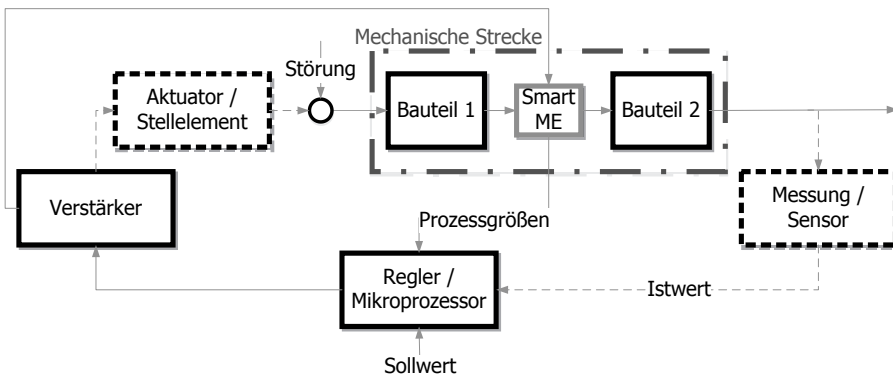 Mechanische Strecke
Störung
Aktuator /
Stellelement
Bauteil 1
Smart
ME
Bauteil 2
Verstärker
Messung /
Sensor
Prozessgrößen
Regler /
Mikroprozessor
Istwert
Sollwert